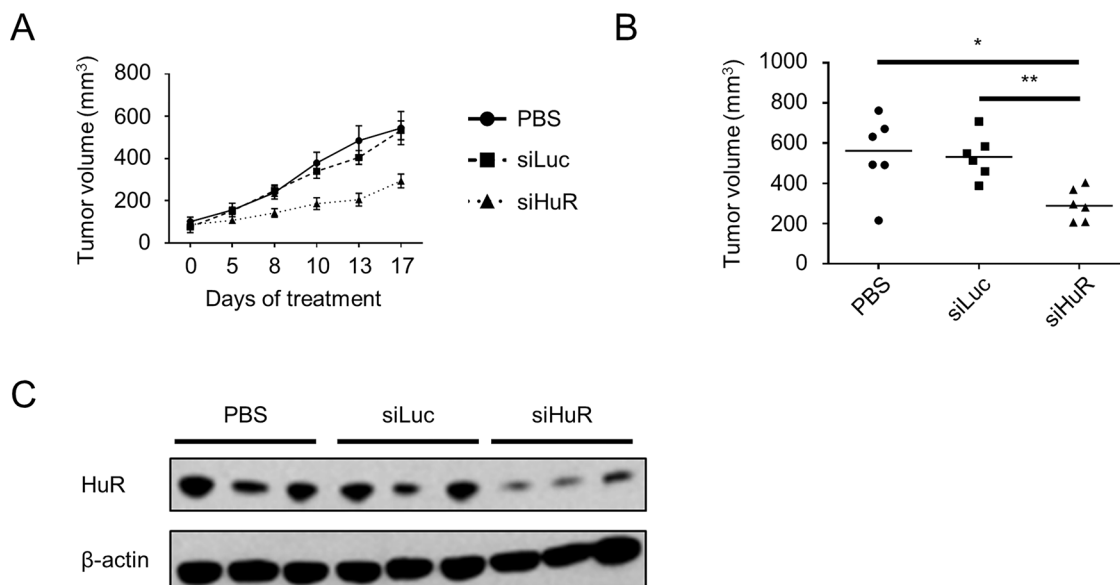 A
Tumor volume (mm³)
800
600
400
200
0
0 5 8 10 13 17
Days of treatment
PBS
siLuc
siHuR
B
Tumor volume (mm³)
1000
800
600
400
200
0
*
**
PBS
siLuc
siHuR
C
PBS siLuc siHuR
HuR
β-actin